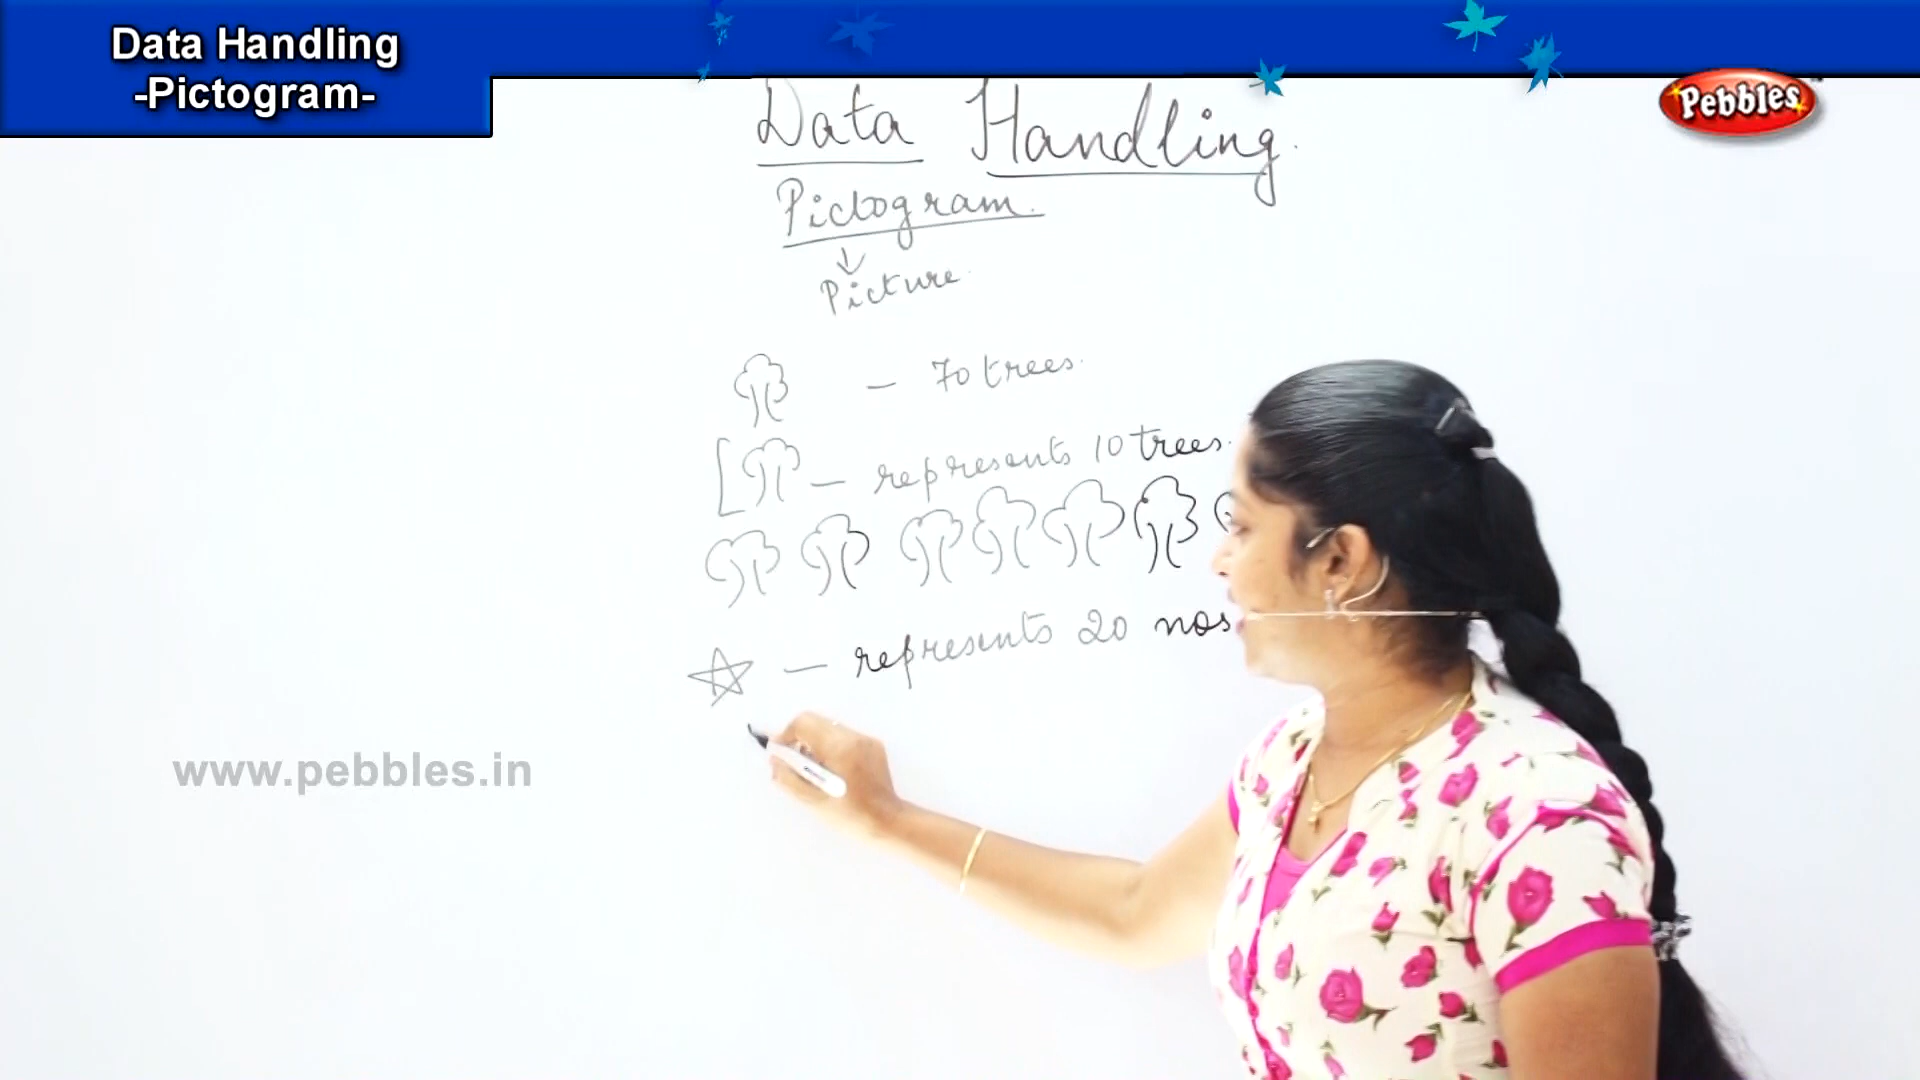 Data Handling
-Pictogram-
Pebbles
Data Handling.
Pictogram.
Picture.
– 70 trees.
[ – represents 10 trees.
– represents 20 nos
www.pebbles.in